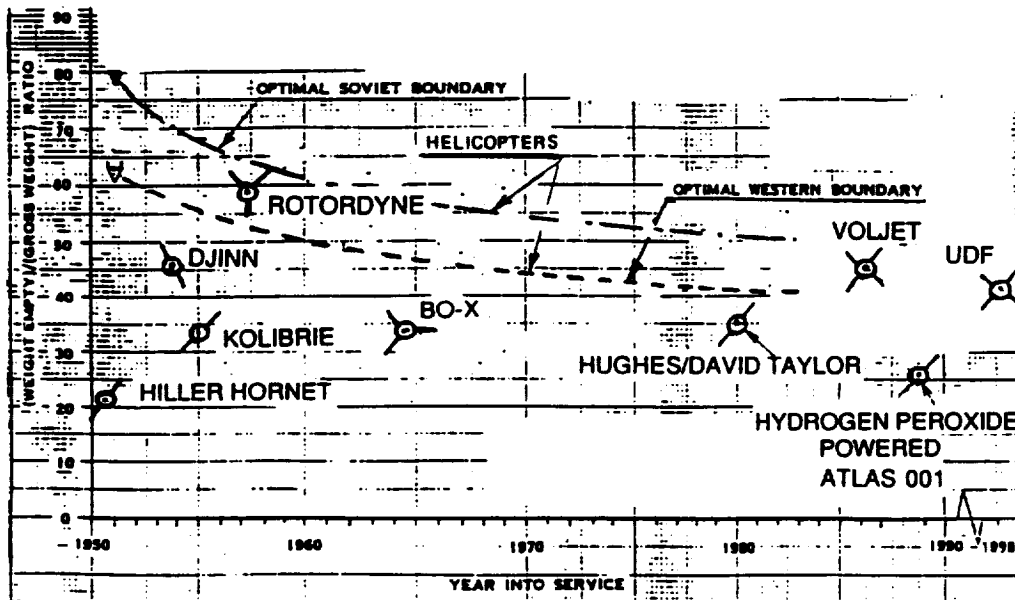 (WEIGHT EMPTY)/(GROSS WEIGHT) RATIO
90
80
70
60
50
40
30
20
10
0
OPTIMAL SOVIET BOUNDARY
HELICOPTERS
OPTIMAL WESTERN BOUNDARY
ROTORDYNE
VOLJET
UDF
DJINN
BO-X
KOLIBRIE
HUGHES/DAVID TAYLOR
HILLER HORNET
HYDROGEN PEROXIDE
POWERED
ATLAS 001
1950
1960
1970
1980
1990
1998
YEAR INTO SERVICE